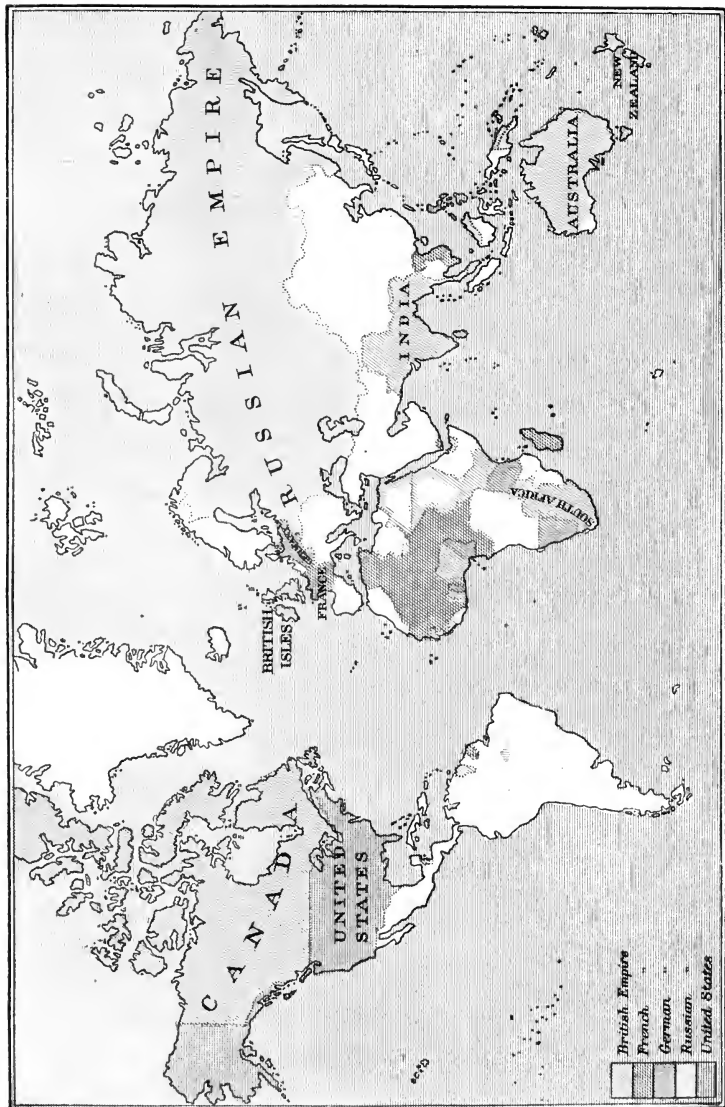 RUSSIAN EMPIRE
CANADA
UNITED
STATES
BRITISH
ISLES
FRANCE
GERMANY
INDIA
SOUTH AFRICA
AUSTRALIA
NEW
ZEALAND
British Empire
French "
German "
Russian "
United States